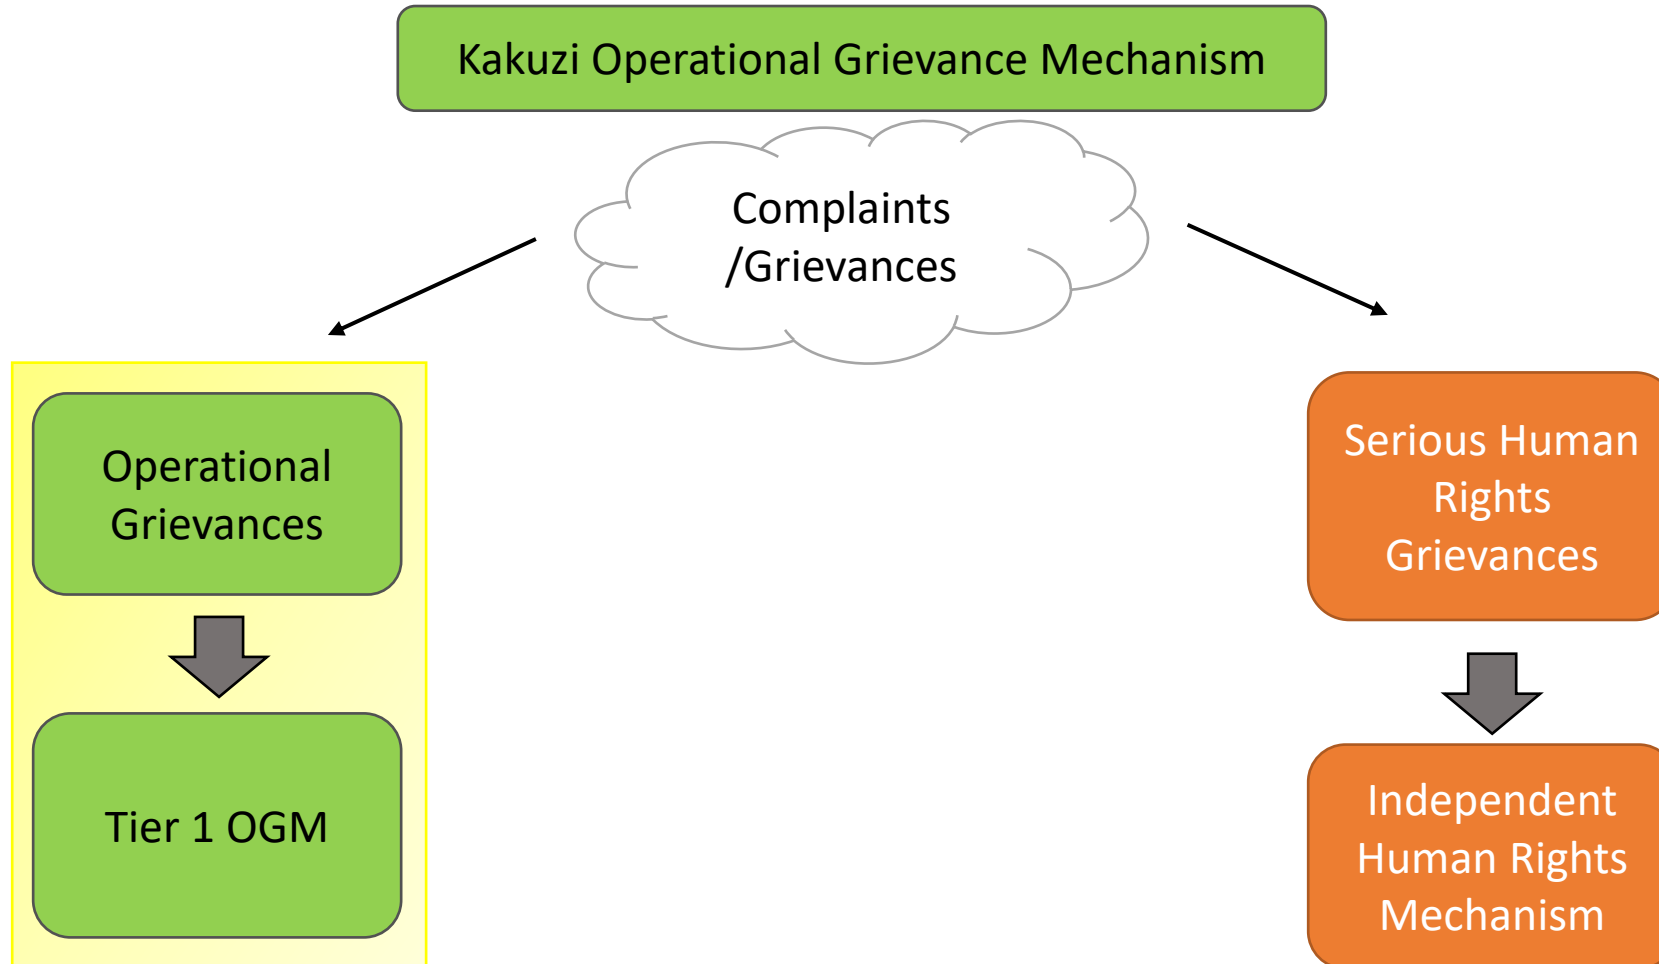 Kakuzi Operational Grievance Mechanism
Complaints
/Grievances
Operational
Grievances
Tier 1 OGM
Serious Human
Rights
Grievances
Independent
Human Rights
Mechanism